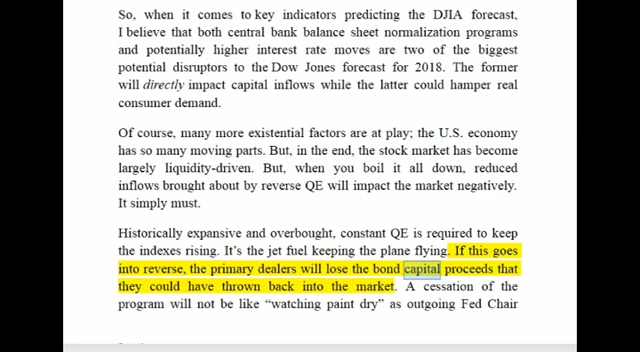 So, when it comes to key indicators predicting the DJIA forecast,
I believe that both central bank balance sheet normalization programs
and potentially higher interest rate moves are two of the biggest
potential disruptors to the Dow Jones forecast for 2018. The former
will directly impact capital inflows while the latter could hamper real
consumer demand.
Of course, many more existential factors are at play; the U.S. economy
has so many moving parts. But, in the end, the stock market has become
largely liquidity-driven. But, when you boil it all down, reduced
inflows brought about by reverse QE will impact the market negatively.
It simply must.
Historically expansive and overbought, constant QE is required to keep
the indexes rising. It’s the jet fuel keeping the plane flying. If this goes
into reverse, the primary dealers will lose the bond capital proceeds that
they could have thrown back into the market. A cessation of the
program will not be like “watching paint dry” as outgoing Fed Chair